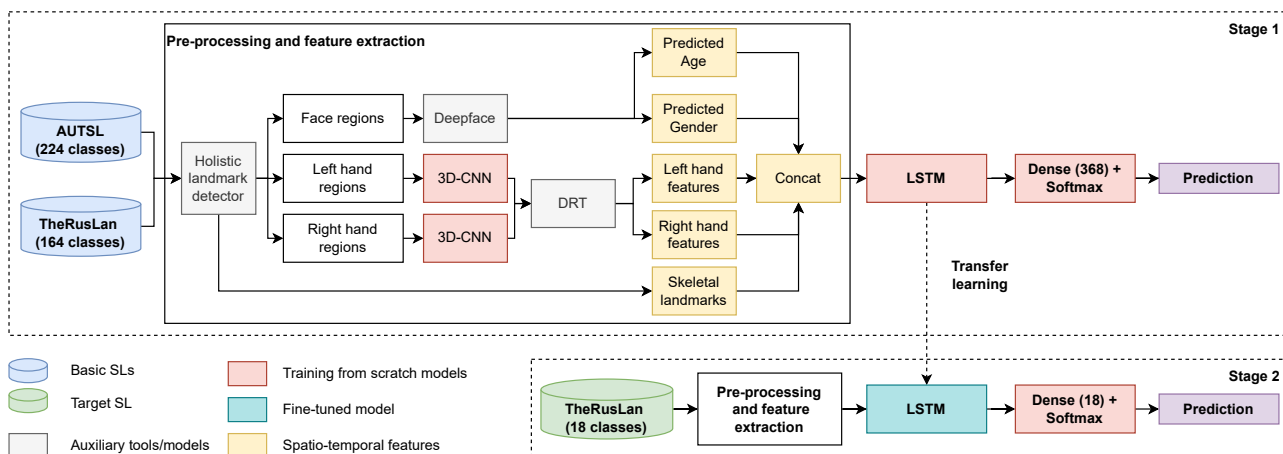 Stage 1
Pre-processing and feature extraction
AUTSL
(224 classes)
TheRusLan
(164 classes)
Holistic
landmark
detector
Face regions
Deepface
Left hand
regions
3D-CNN
Right hand
regions
3D-CNN
DRT
Predicted
Age
Predicted
Gender
Left hand
features
Right hand
features
Skeletal
landmarks
Concat
LSTM
Dense (368) +
Softmax
Prediction
Transfer
learning
Basic SLs
Target SL
Auxiliary tools/models
Training from scratch models
Fine-tuned model
Spatio-temporal features
Stage 2
TheRusLan
(18 classes)
Pre-processing
and feature
extraction
LSTM
Dense (18) +
Softmax
Prediction